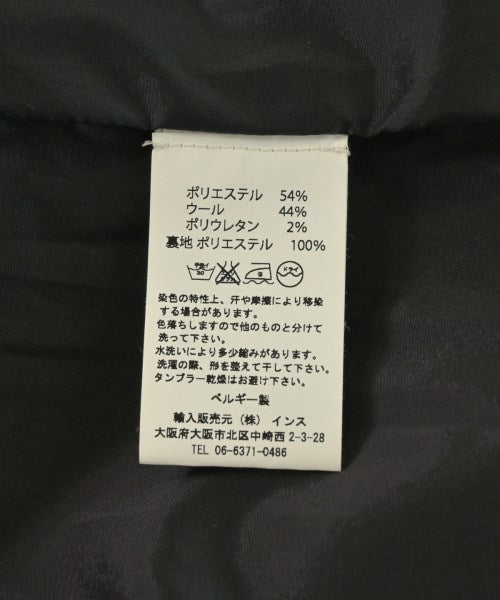 ポリエステル 54%
ウール 44%
ポリウレタン 2%
裏地 ポリエステル 100%
手洗イ 30 ドライ
染色の特性上、汗や摩擦により移染
する場合があります。
色落ちしますので他のものと分けて
洗って下さい。
水洗いにより多少縮みがあります。
洗濯の際、形を整えて干して下さい。
タンブラー乾燥はお避け下さい。
ベルギー製
輸入販売元 (株) インス
大阪府大阪市北区中崎西 2-3-28
TEL 06-6371-0486